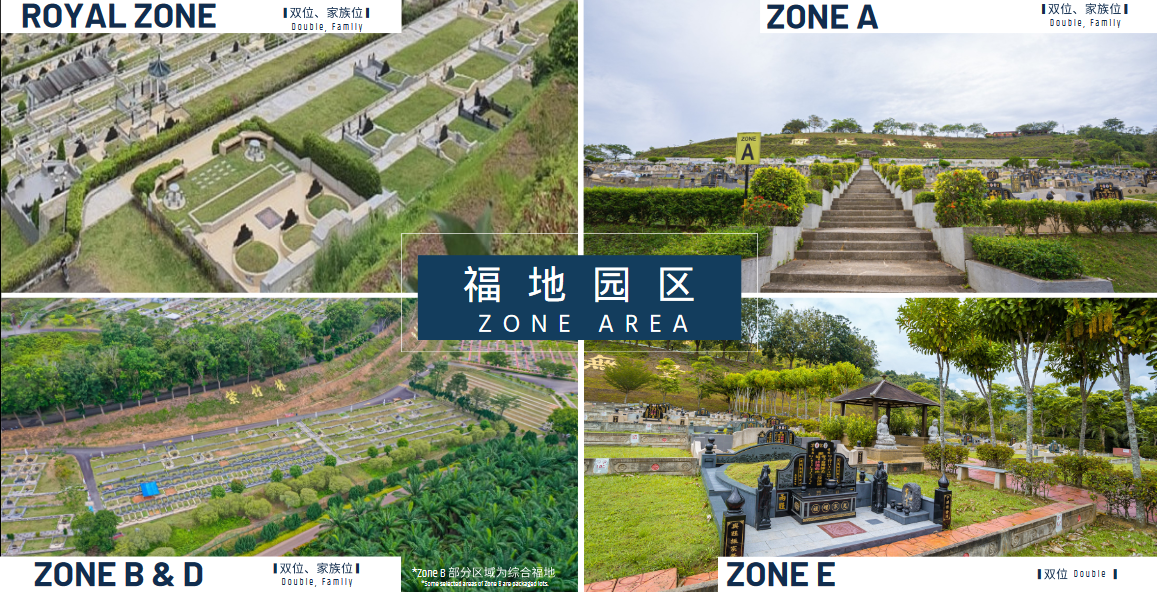 ROYAL ZONE
双位、家族位
Double, Family
ZONE A
双位、家族位
Double, Family
ZONE
A
福地园区
ZONE AREA
ZONE B & D
双位、家族位
Double, Family
*Zone B 部分区域为综合福地
*Some selected areas of Zone B are packaged lots.
ZONE E
双位 Double